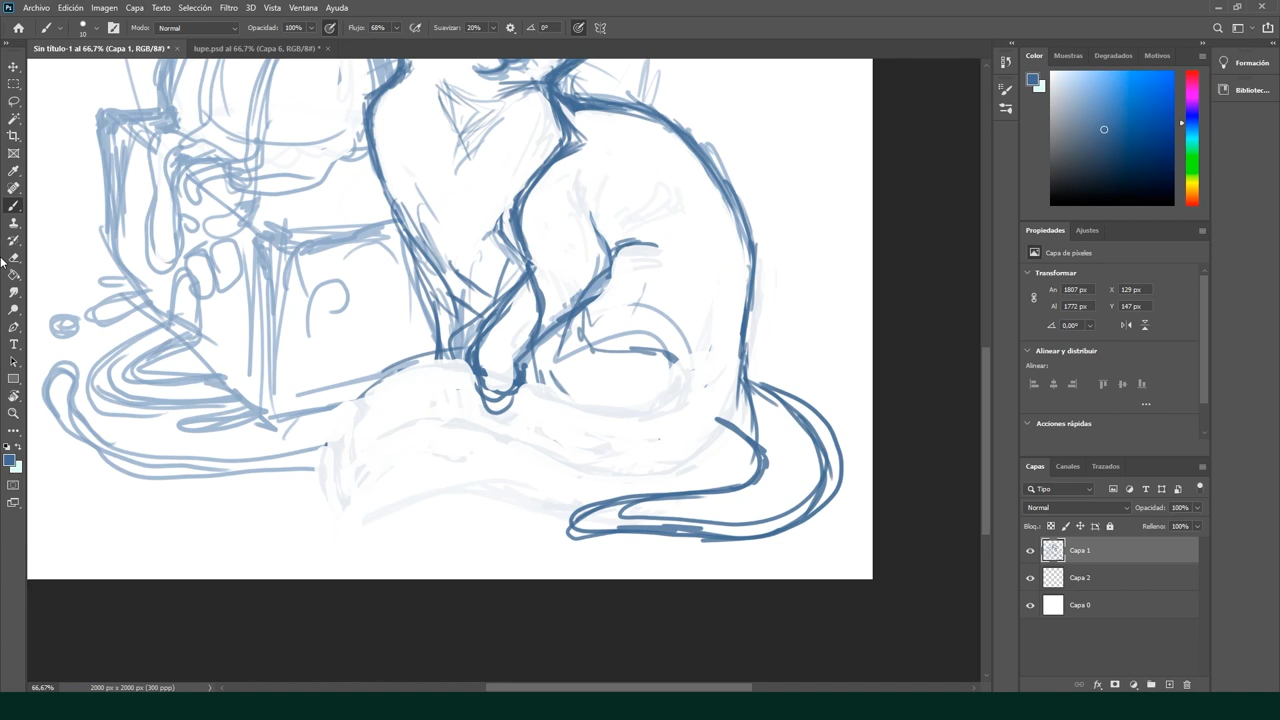 Ps Archivo Edición Imagen Capa Texto Selección Filtro 3D Vista Ventana Ayuda
10 Modo: Normal Opacidad: 100% Flujo: 68% Suavizar: 20% 0°
Sin título-1 al 66,7% (Capa 1, RGB/8#) * × lupe.psd al 66,7% (Capa 6, RGB/8#) * ×
Color Muestras Degradados Motivos
Formación
Bibliotec...
Propiedades Ajustes
Capa de píxeles
Transformar
An 1807 px X 129 px
Al 1772 px Y 147 px
0,00°
Alinear y distribuir
Alinear:
Acciones rápidas
Capas Canales Trazados
Tipo
Normal Opacidad: 100%
Bloq.: Relleno: 100%
Capa 1
Capa 2
Capa 0
fx
66,67% 2000 px x 2000 px (300 ppp)